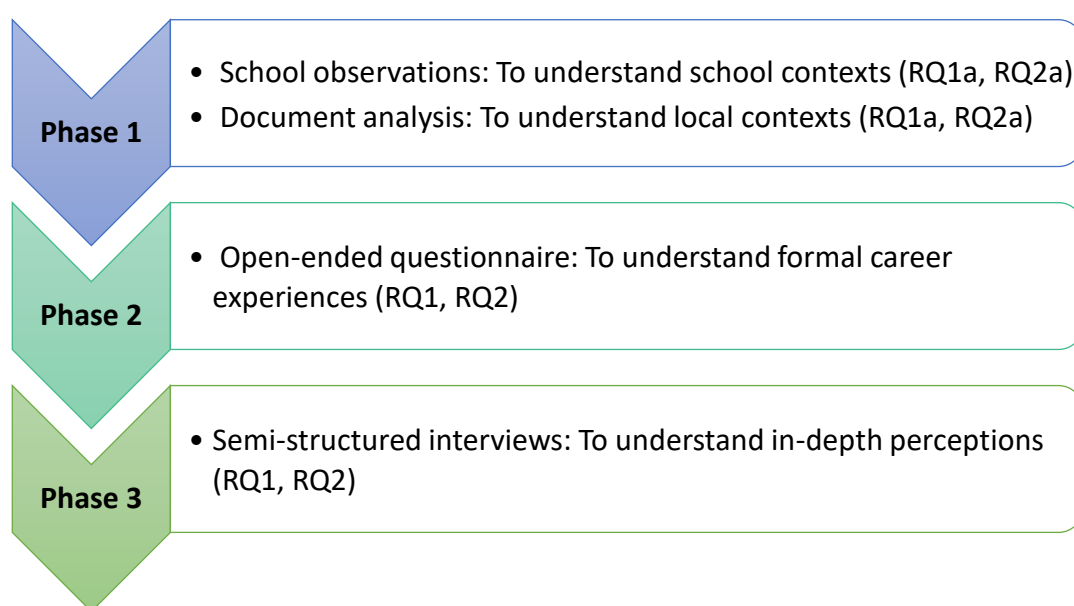 Phase 1
• School observations: To understand school contexts (RQ1a, RQ2a)
• Document analysis: To understand local contexts (RQ1a, RQ2a)
Phase 2
• Open-ended questionnaire: To understand formal career
experiences (RQ1, RQ2)
Phase 3
• Semi-structured interviews: To understand in-depth perceptions
(RQ1, RQ2)